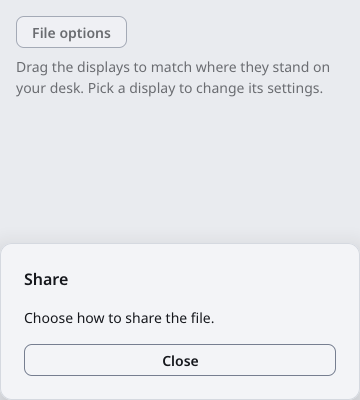 File options
Drag the displays to match where they stand on
your desk. Pick a display to change its settings.
Share
Choose how to share the file.
Close